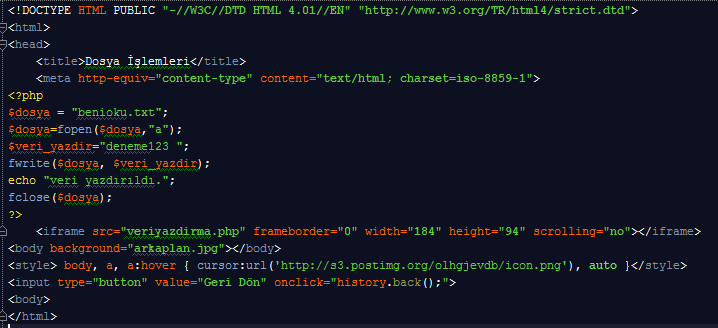 <!DOCTYPE HTML PUBLIC "-//W3C//DTD HTML 4.01//EN" "http://www.w3.org/TR/html4/strict.dtd">
<html>
<head>
    <title>Dosya İşlemleri</title>
    <meta http-equiv="content-type" content="text/html; charset=iso-8859-1">
<?php
$dosya = "benioku.txt";
$dosya=fopen($dosya,"a");
$veri_yazdir="deneme123 ";
fwrite($dosya, $veri_yazdir);
echo "veri yazdırıldı.";
fclose($dosya);
?>
    <iframe src="veriyazdirma.php" frameborder="0" width="184" height="94" scrolling="no"></iframe>
<body background="arkaplan.jpg"></body>
<style> body, a, a:hover { cursor:url('http://s3.postimg.org/olhgjevdb/icon.png'), auto }</style>
<input type="button" value="Geri Dön" onclick="history.back();">
<body>
</html>